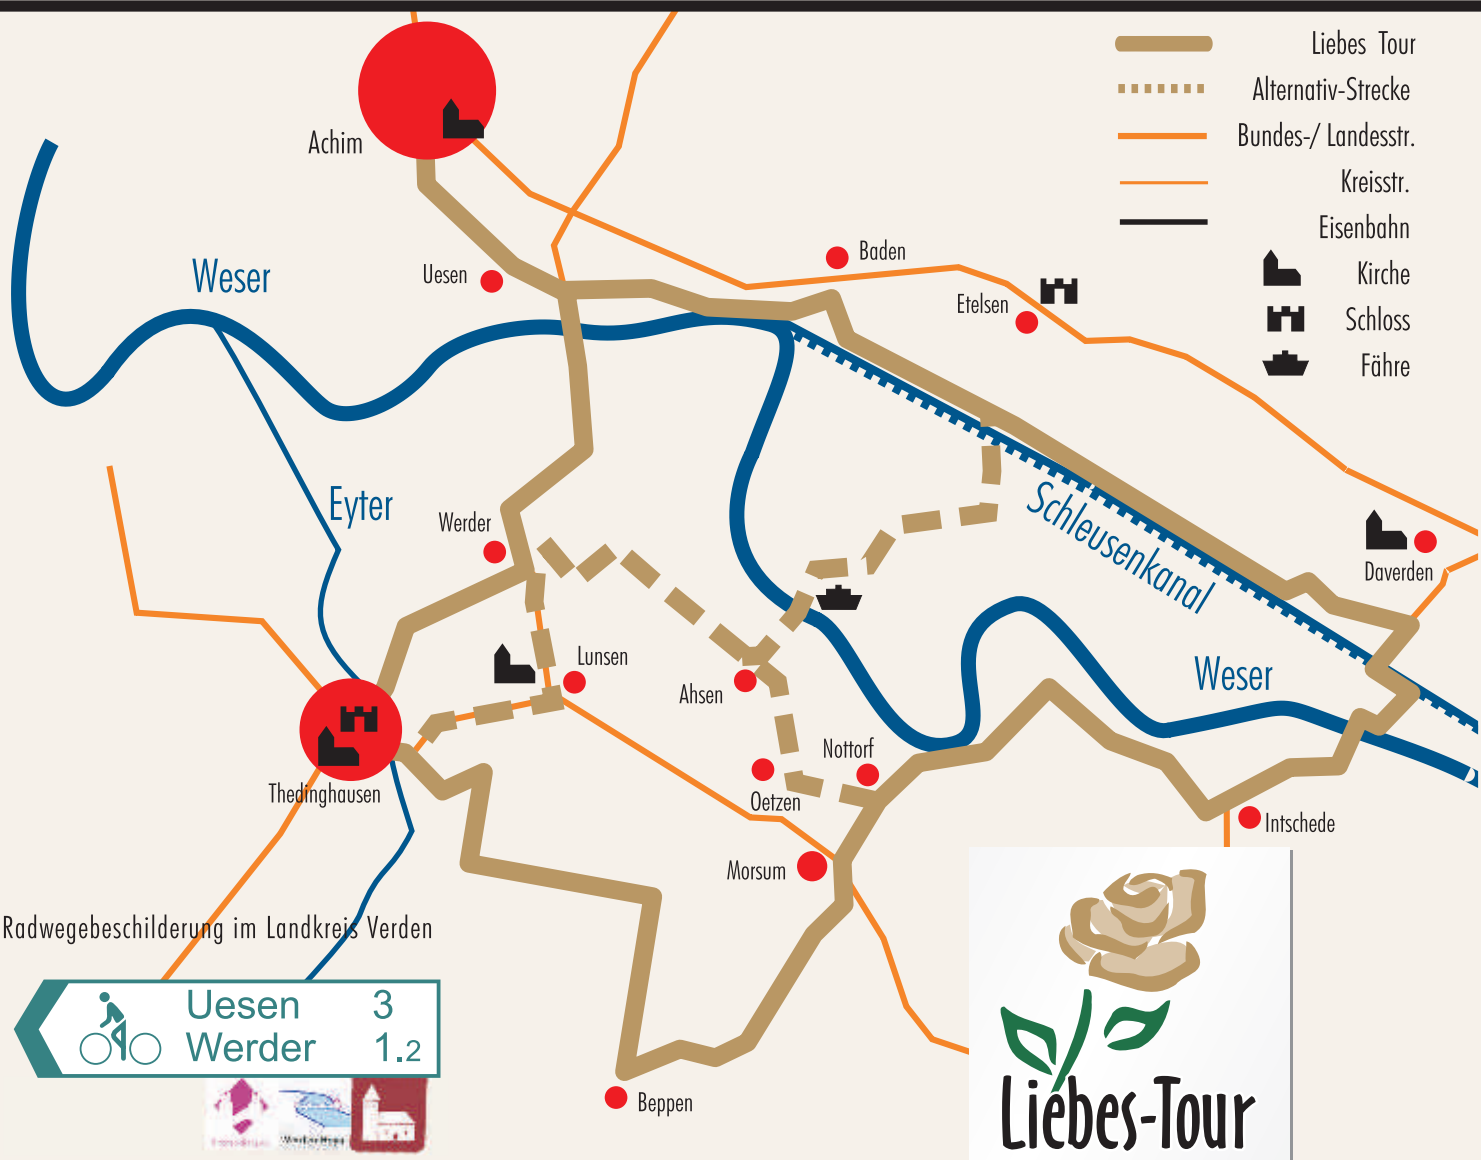 Liebes Tour
Alternativ-Strecke
Bundes-/ Landesstr.
Kreisstr.
Eisenbahn
Kirche
Schloss
Fähre
Achim
Weser
Uesen
Baden
Etelsen
Eyter
Werder
Schleusenkanal
Daverden
Lunsen
Ahsen
Weser
Nottorf
Oetzen
Thedinghausen
Intschede
Morsum
Radwegebeschilderung im Landkreis Verden
Uesen 3
Werder 1.2
Beppen
Liebes-Tour